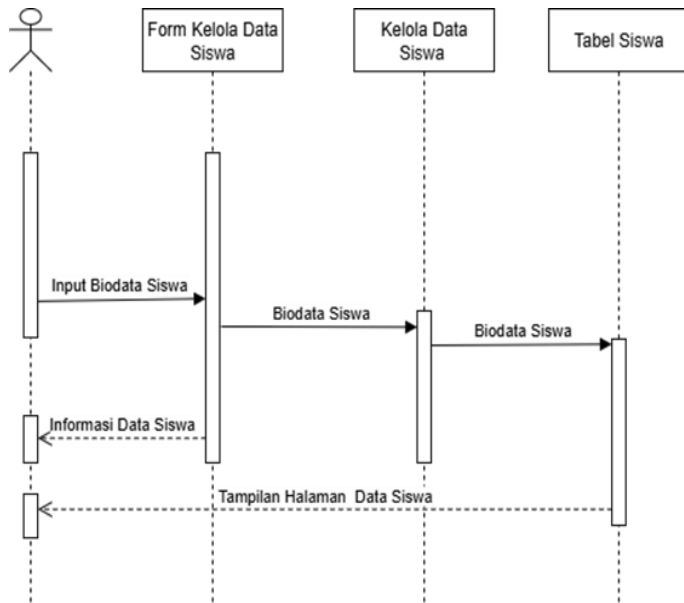 Form Kelola Data
Siswa
Kelola Data
Siswa
Tabel Siswa
Input Biodata Siswa
Biodata Siswa
Biodata Siswa
Informasi Data Siswa
Tampilan Halaman Data Siswa